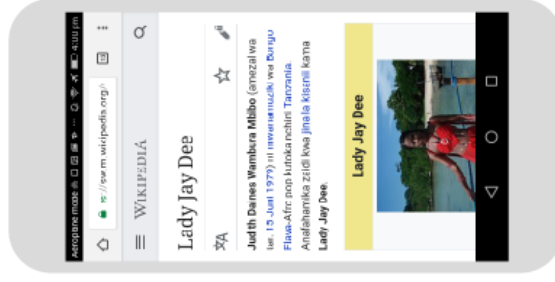 Aeroplane mode 4:00 pm
s://sw.m.wikipedia.org/
WIKIPEDIA
Lady Jay Dee
Judith Danes Wambura Mbibo (amezaliwa
tar. 15 Juni 1979) ni mwanamuziki wa Bongo
Flava-Afro pop kutoka nchini Tanzania.
Anafahamika zaidi kwa jina la kisanii kama
Lady Jay Dee.
Lady Jay Dee